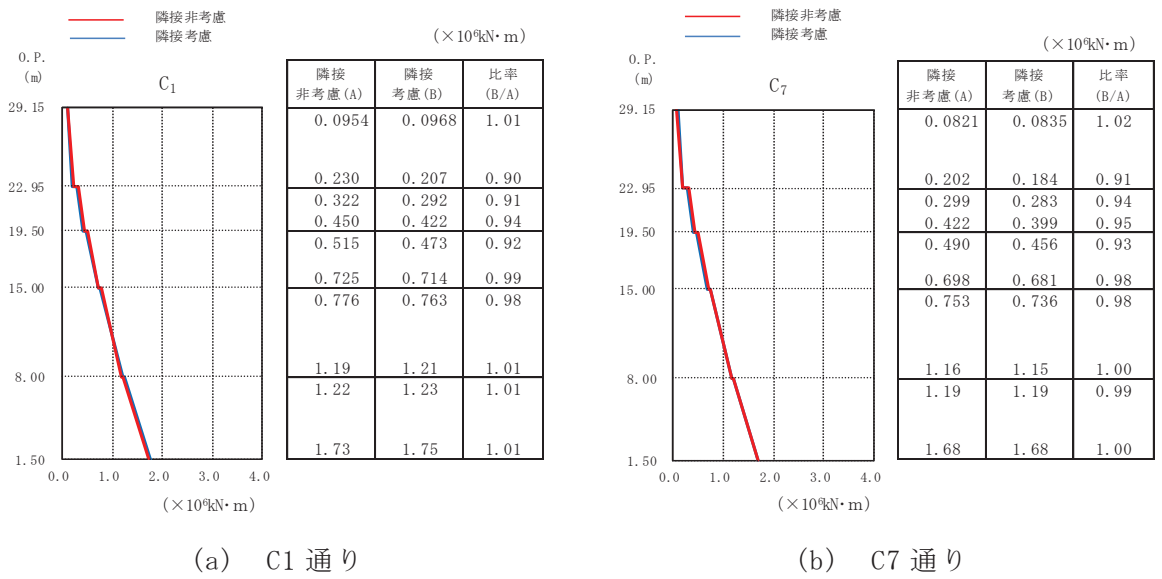 隣接非考慮
隣接考慮
(×10⁶kN・m)
O.P.
(m)
C₁
29.15
22.95
19.50
15.00
8.00
1.50
0.0 1.0 2.0 3.0 4.0
(×10⁶kN・m)
隣接 隣接 比率
非考慮(A) 考慮(B) (B/A)
0.0954 0.0968 1.01
0.230 0.207 0.90
0.322 0.292 0.91
0.450 0.422 0.94
0.515 0.473 0.92
0.725 0.714 0.99
0.776 0.763 0.98
1.19 1.21 1.01
1.22 1.23 1.01
1.73 1.75 1.01
(a) C1 通り
隣接非考慮
隣接考慮
(×10⁶kN・m)
O.P.
(m)
C₇
29.15
22.95
19.50
15.00
8.00
1.50
0.0 1.0 2.0 3.0 4.0
(×10⁶kN・m)
隣接 隣接 比率
非考慮(A) 考慮(B) (B/A)
0.0821 0.0835 1.02
0.202 0.184 0.91
0.299 0.283 0.94
0.422 0.399 0.95
0.490 0.456 0.93
0.698 0.681 0.98
0.753 0.736 0.98
1.16 1.15 1.00
1.19 1.19 0.99
1.68 1.68 1.00
(b) C7 通り